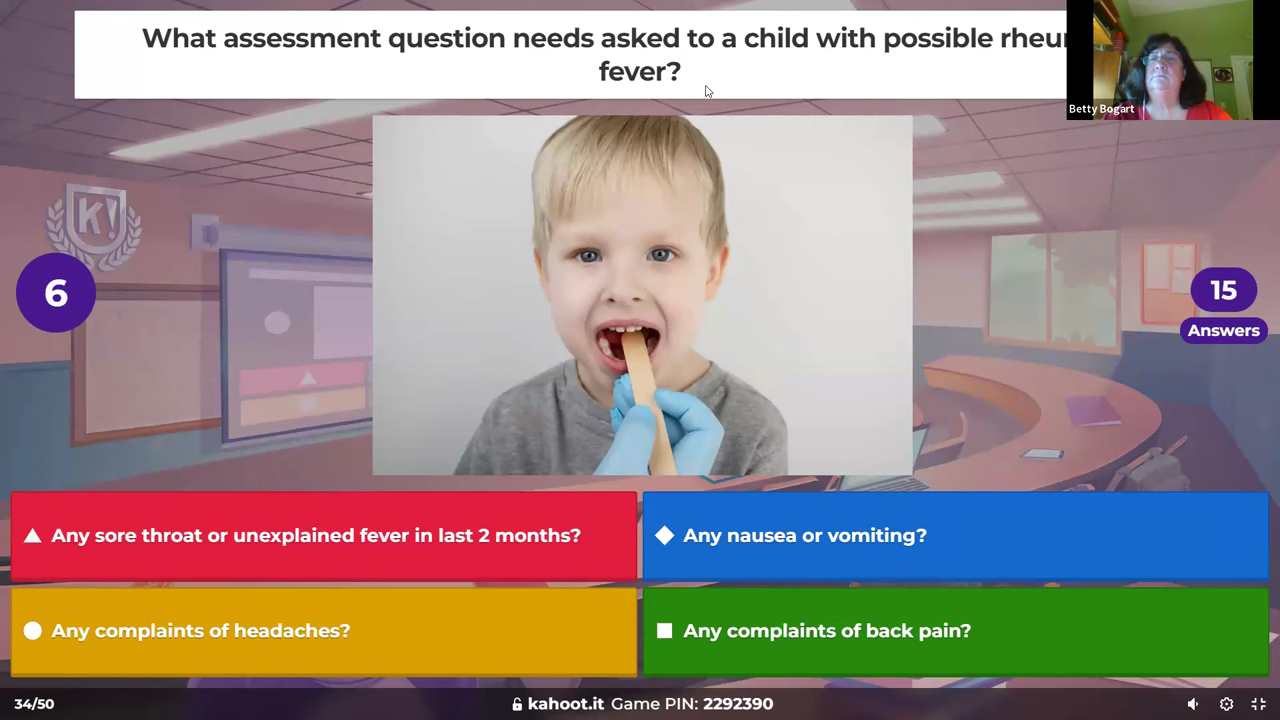 What assessment question needs asked to a child with possible
fever?
Betty Bogart
K!
6
15
Answers
Any sore throat or unexplained fever in last 2 months?
Any nausea or vomiting?
Any complaints of headaches?
Any complaints of back pain?
34/50
kahoot.it Game PIN: 2292390